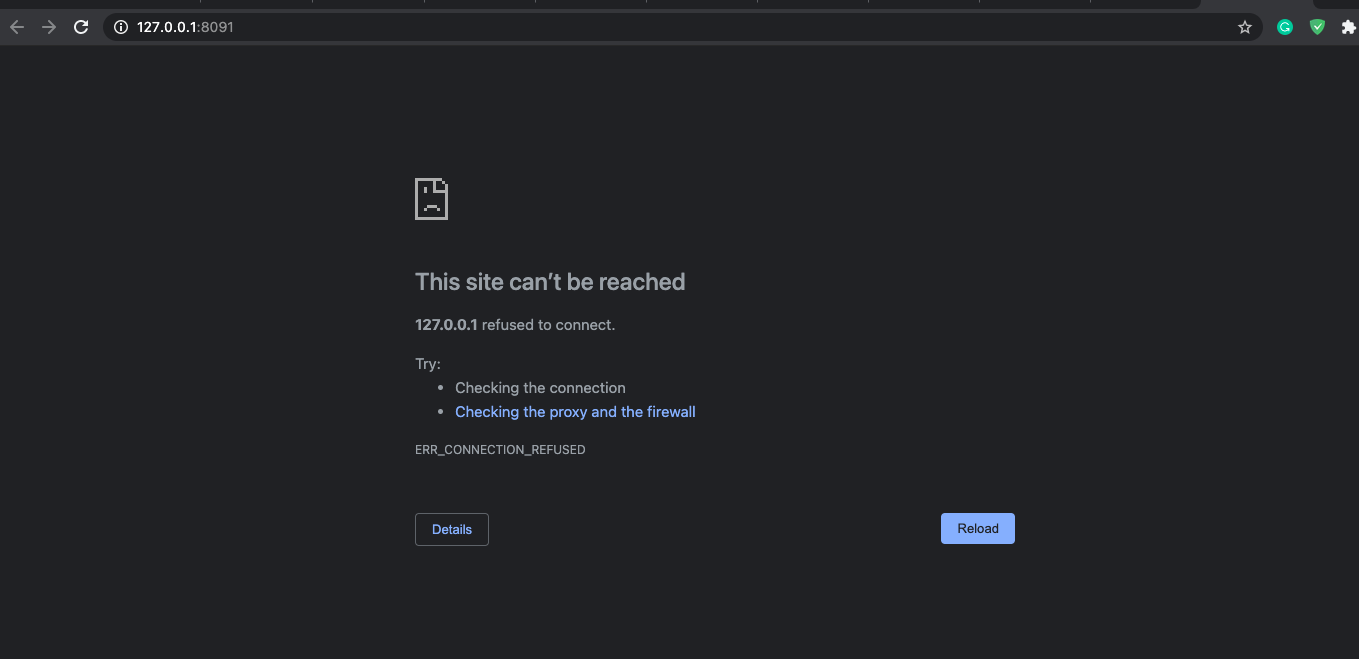 127.0.0.1:8091
This site can’t be reached
127.0.0.1 refused to connect.
Try:
• Checking the connection
• Checking the proxy and the firewall
ERR_CONNECTION_REFUSED
Details
Reload